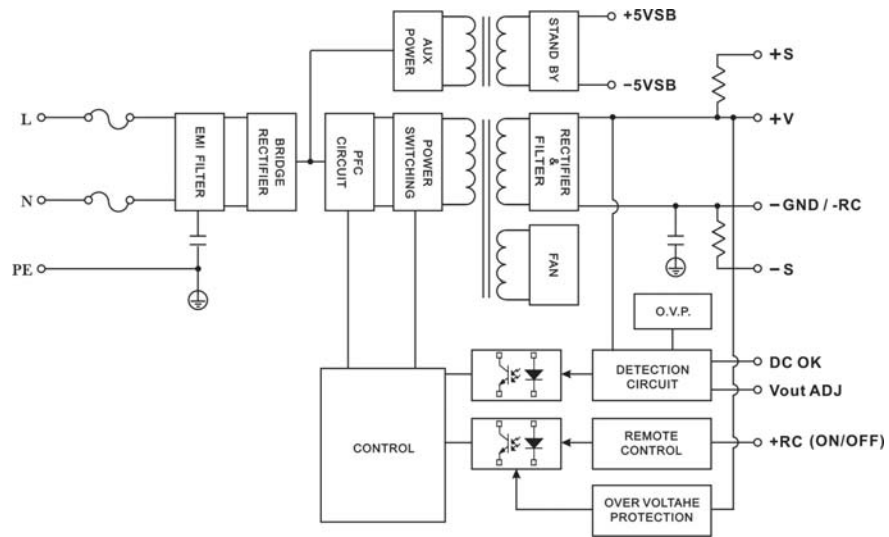 AUX
POWER
STAND BY
+5VSB
−5VSB
+S
L
EMI FILTER
BRIDGE
RECTIFIER
PFC
CIRCUIT
POWER
SWITCHING
RECTIFIER
&
FILTER
+V
N
−GND / -RC
PE
FAN
−S
O.V.P.
DETECTION
CIRCUIT
DC OK
Vout ADJ
CONTROL
REMOTE
CONTROL
+RC (ON/OFF)
OVER VOLTAHE
PROTECTION